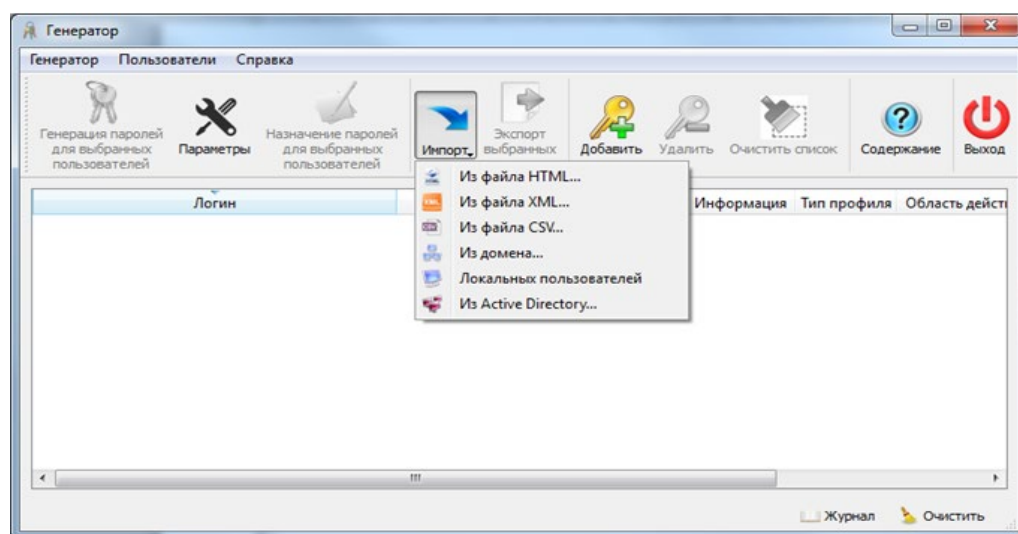 Генератор
Генератор Пользователи Справка
Генерация паролей
для выбранных
пользователей
Параметры
Назначение паролей
для выбранных
пользователей
Импорт
Экспорт
выбранных
Добавить
Удалить
Очистить список
Содержание
Выход
Из файла HTML...
Из файла XML...
Из файла CSV...
Из домена...
Локальных пользователей
Из Active Directory...
Логин
Информация
Тип профиля
Область дейст
Журнал
Очистить